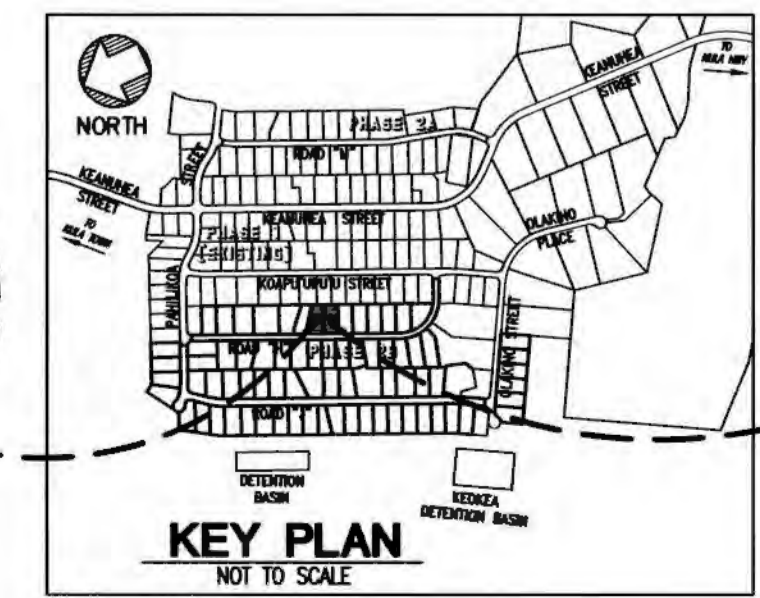 NORTH
TO
KULA HWY
KEANUHEA
STREET
PHASE 2A
ROAD
STREET
KEANUHEA
STREET
TO
KULA TOWN
KEANUHEA STREET
OLAKINO
PLACE
PHASE 1
[EXISTING]
KOAPUUPUU STREET
PAHILIKOA
ROAD
PHASE 2B
OLAKINO STREET
ROAD "J"
DETENTION
BASIN
KEOKEA
DETENTION BASIN
KEY PLAN
NOT TO SCALE